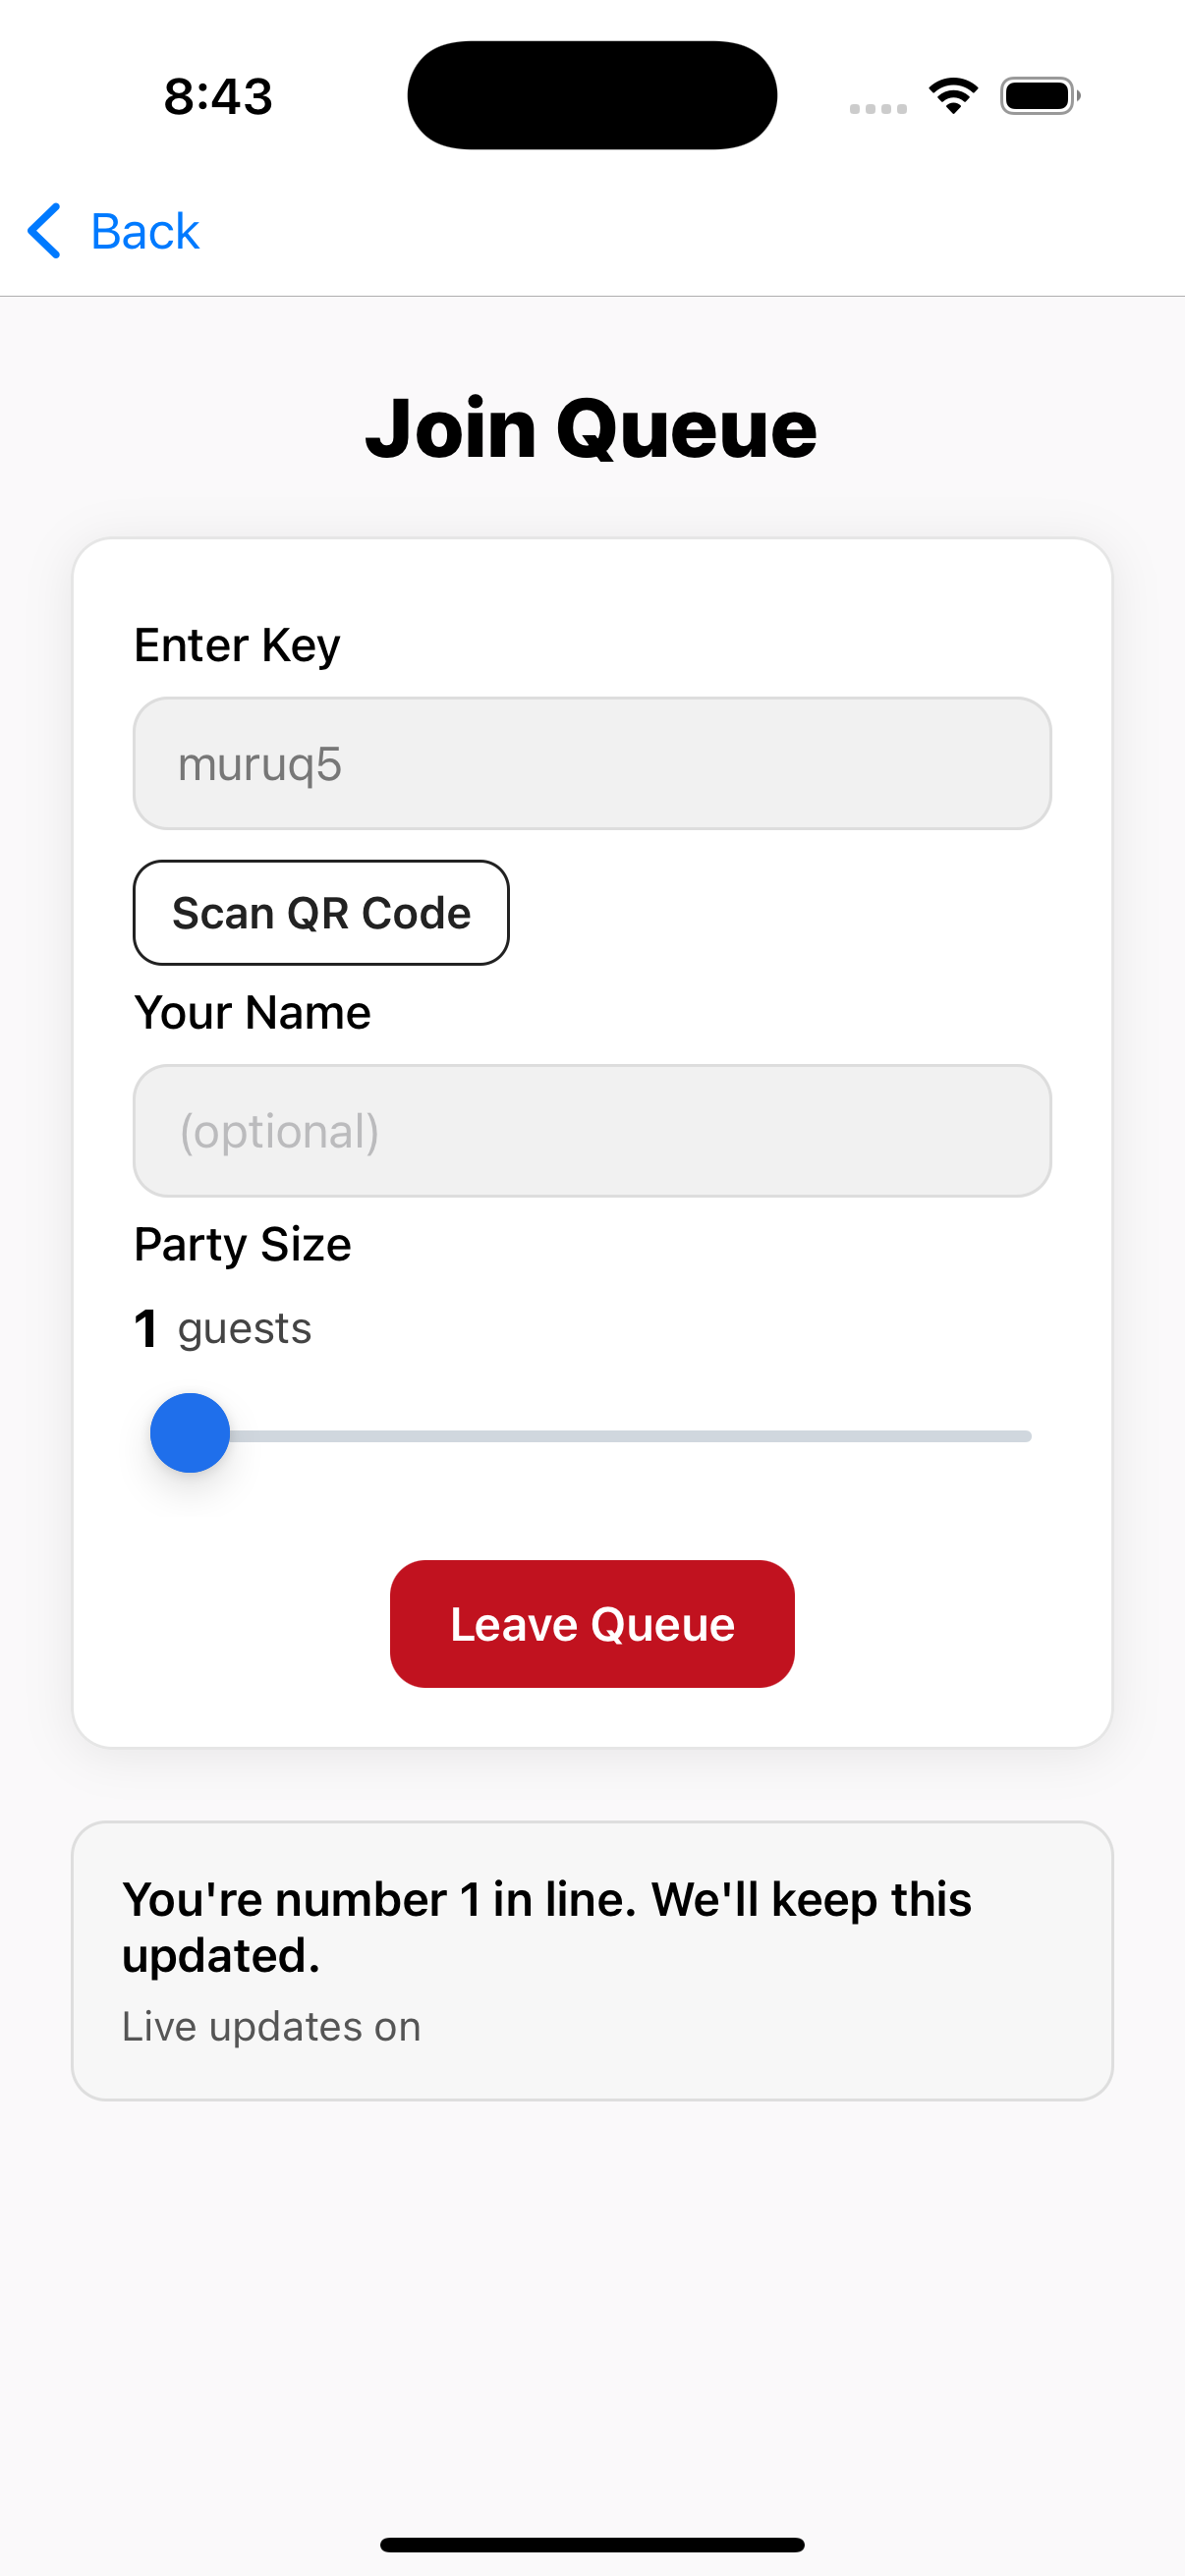 8:43
Back
Join Queue
Enter Key
muruq5
Scan QR Code
Your Name
(optional)
Party Size
1 guests
Leave Queue
You're number 1 in line. We'll keep this
updated.
Live updates on